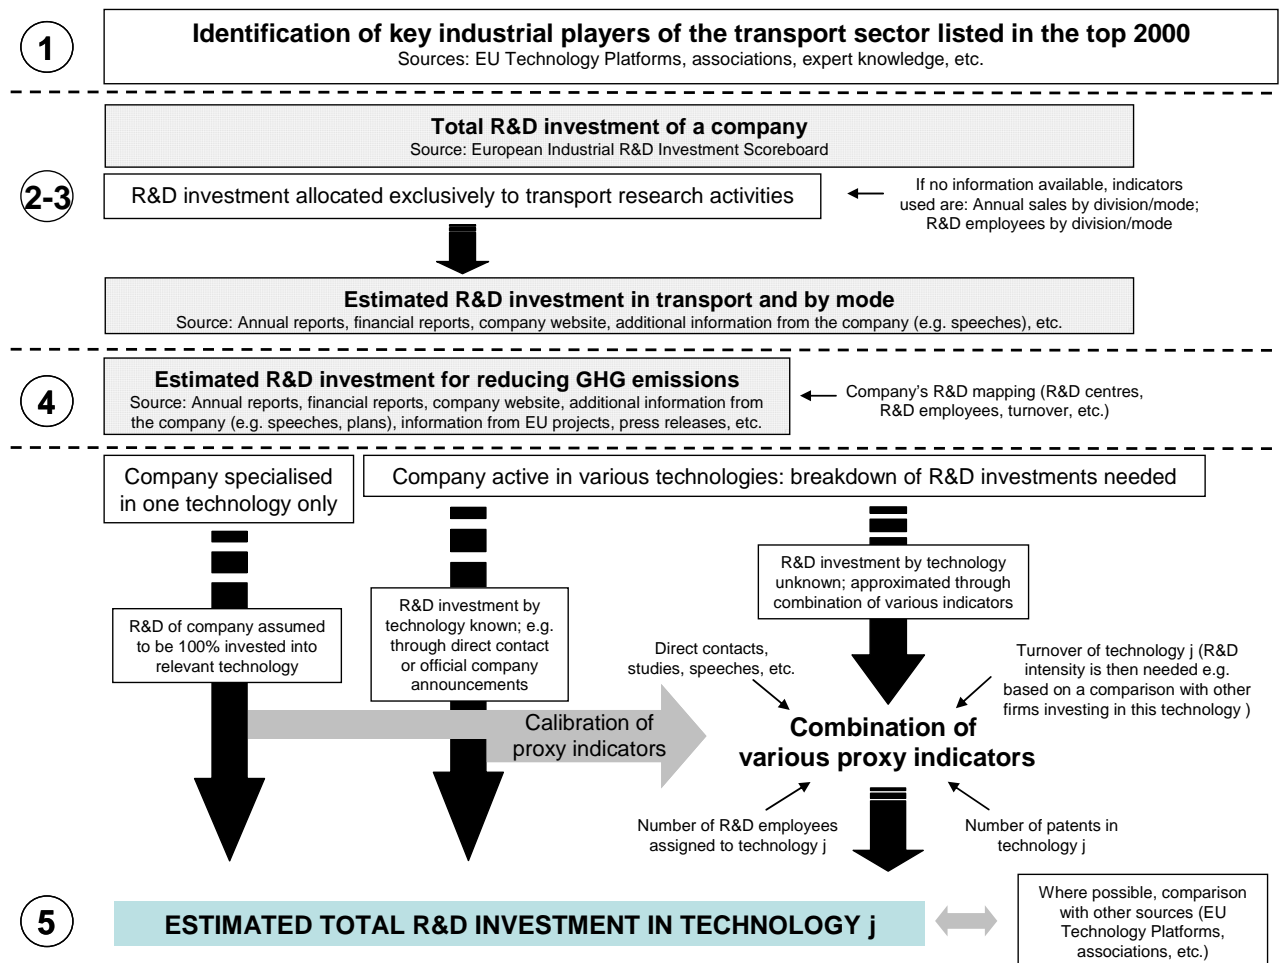 1
Identification of key industrial players of the transport sector listed in the top 2000
Sources: EU Technology Platforms, associations, expert knowledge, etc.
Total R&D investment of a company
Source: European Industrial R&D Investment Scoreboard
2-3
R&D investment allocated exclusively to transport research activities
If no information available, indicators
used are: Annual sales by division/mode;
R&D employees by division/mode
Estimated R&D investment in transport and by mode
Source: Annual reports, financial reports, company website, additional information from the company (e.g. speeches), etc.
4
Estimated R&D investment for reducing GHG emissions
Source: Annual reports, financial reports, company website, additional information from
the company (e.g. speeches, plans), information from EU projects, press releases, etc.
Company's R&D mapping (R&D centres,
R&D employees, turnover, etc.)
Company specialised
in one technology only
Company active in various technologies: breakdown of R&D investments needed
R&D of company assumed
to be 100% invested into
relevant technology
R&D investment by
technology known; e.g.
through direct contact
or official company
announcements
R&D investment by technology
unknown; approximated through
combination of various indicators
Direct contacts,
studies, speeches, etc.
Turnover of technology j (R&D
intensity is then needed e.g.
based on a comparison with other
firms investing in this technology )
Calibration of
proxy indicators
Combination of
various proxy indicators
Number of R&D employees
assigned to technology j
Number of patents in
technology j
5
ESTIMATED TOTAL R&D INVESTMENT IN TECHNOLOGY j
Where possible, comparison
with other sources (EU
Technology Platforms,
associations, etc.)